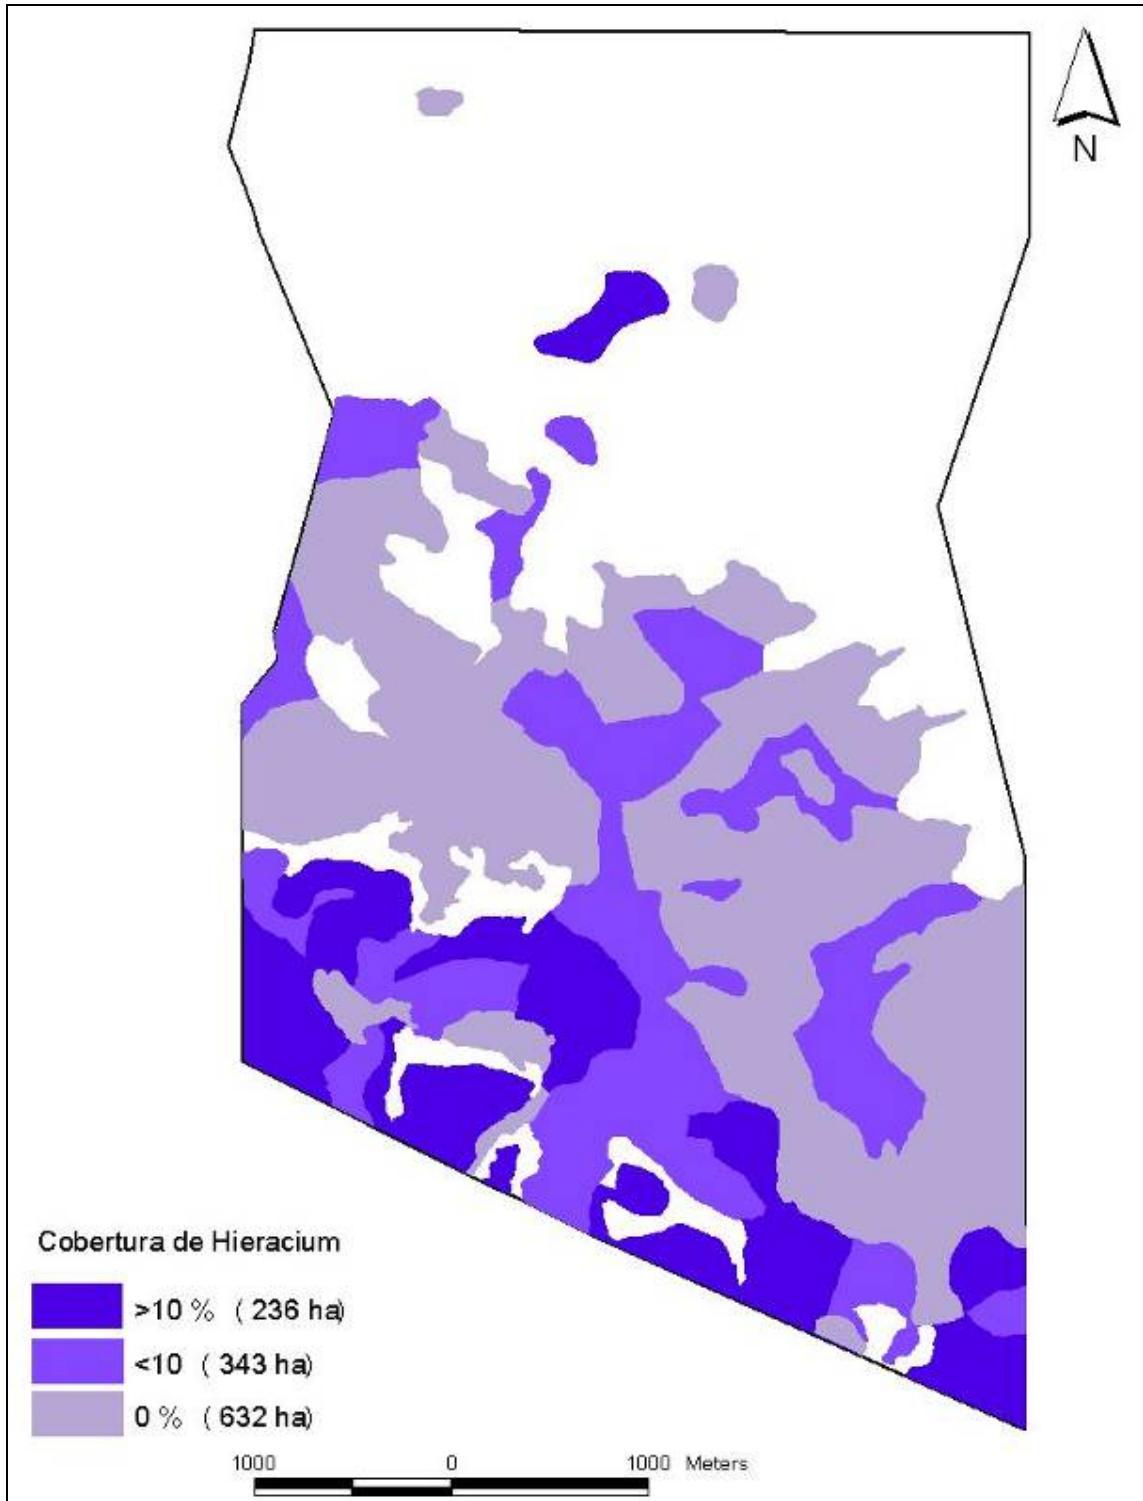 N
Cobertura de Hieracium
>10 % ( 236 ha)
<10 ( 343 ha)
0 % ( 632 ha)
1000 0 1000 Meters